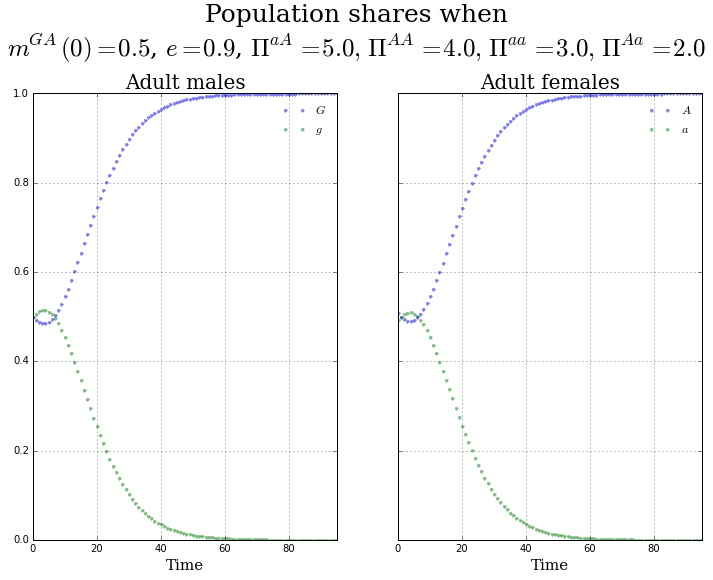 Population shares when
m^{GA}(0)=0.5, e=0.9, Π^{aA}=5.0, Π^{AA}=4.0, Π^{aa}=3.0, Π^{Aa}=2.0
Adult males
1.0
0.8
0.6
0.4
0.2
0.0
G
g
0 20 40 60 80
Time
Adult females
A
a
0 20 40 60 80
Time